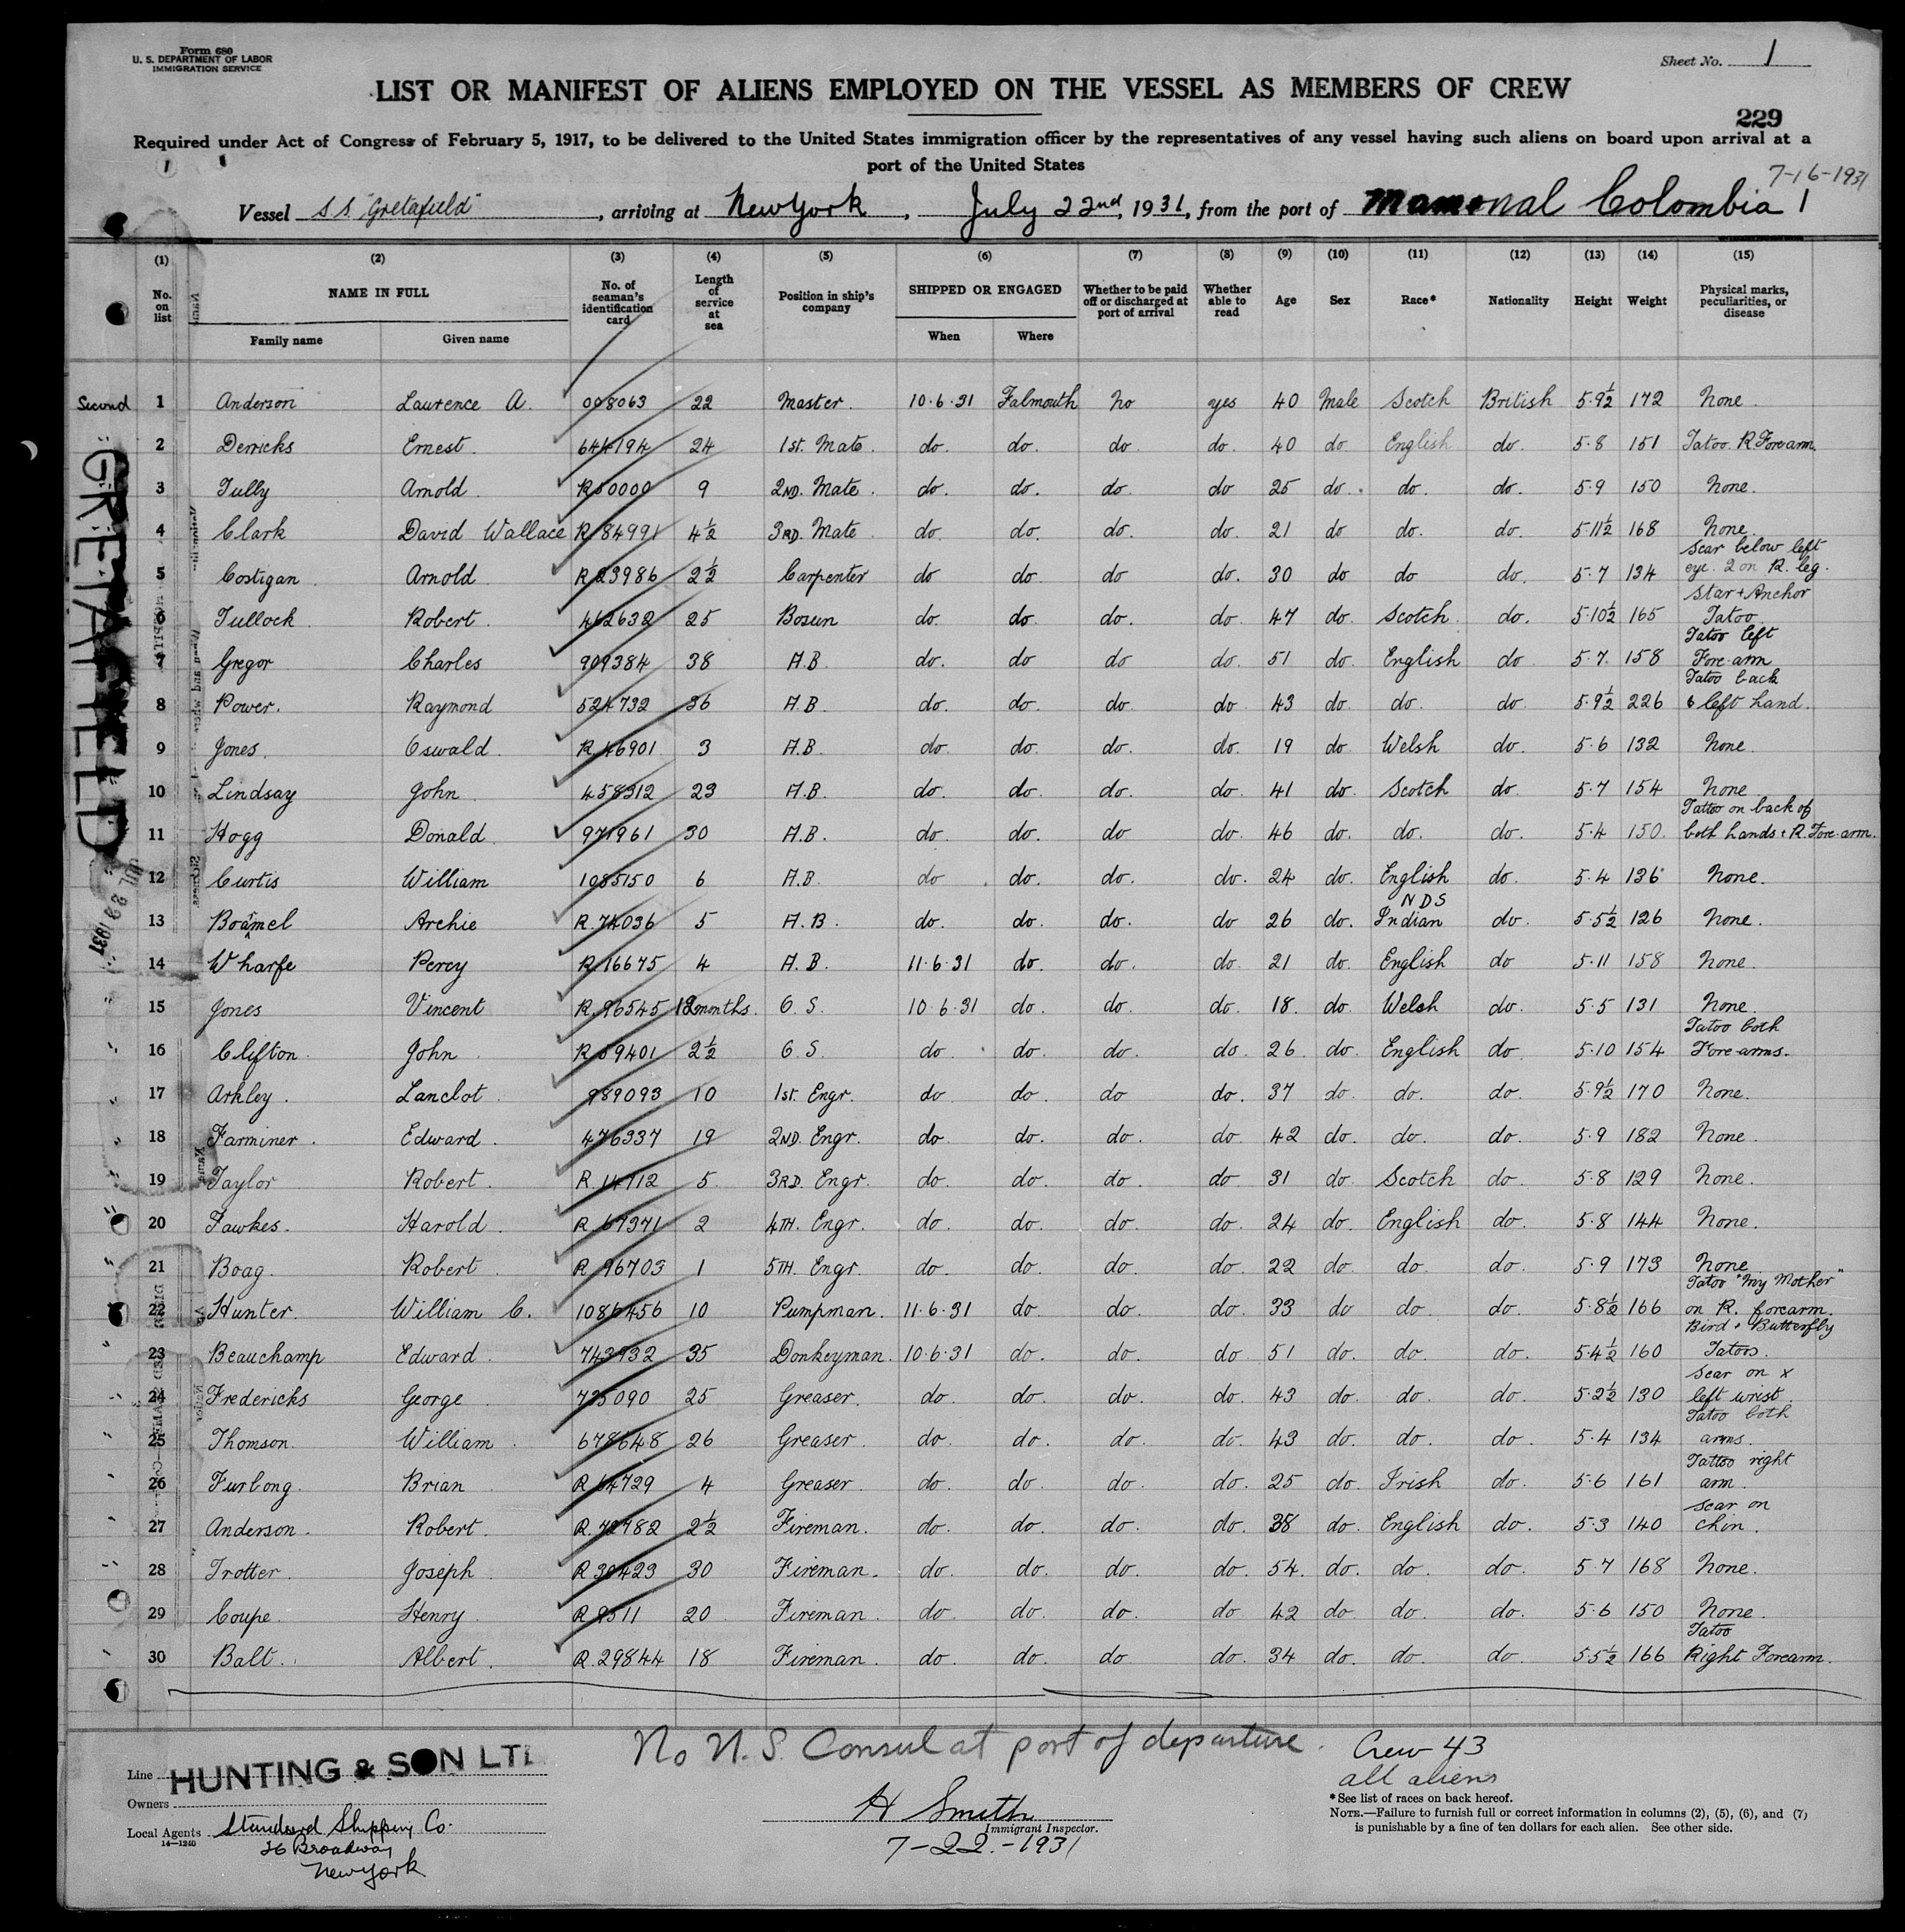 Form 680
U. S. DEPARTMENT OF LABOR
IMMIGRATION SERVICE
Sheet No. 1
LIST OR MANIFEST OF ALIENS EMPLOYED ON THE VESSEL AS MEMBERS OF CREW
229
Required under Act of Congress of February 5, 1917, to be delivered to the United States immigration officer by the representatives of any vessel having such aliens on board upon arrival at a
port of the United States
7-16-1931
Vessel S.S. "Gretafield", arriving at New York, July 22nd, 1931, from the port of Mamonal Colombia 1
(1) (2) (3) (4) (5) (6) (7) (8) (9) (10) (11) (12) (13) (14) (15)
No. on list NAME IN FULL Family name Given name No. of seaman's identification card Length of service at sea Position in ship's company SHIPPED OR ENGAGED When Where Whether to be paid off or discharged at port of arrival Whether able to read Age Sex Race* Nationality Height Weight Physical marks, peculiarities, or disease
Second 1 Anderson Laurence A. 008063 22 Master. 10.6.31 Falmouth No yes 40 Male Scotch British 5.9½ 172 None.
2 Derricks Ernest. 644194 24 1st. Mate. do. do. do do. 40 do. English do. 5.8 151 Tatoo. R. Forearm.
3 Tully Arnold. R.50000 9 2ND. Mate. do. do. do. do 25 do. do. do. 5.9 150 None.
4 Clark David Wallace R.84991 4½ 3RD. Mate do. do. do. do. 21 do do. do. 5.11½ 168 None.
5 Costigan Arnold. R.23986 2½ Carpenter do do. do do. 30 do do do. 5.7 134 Scar below left eye. 2 on R. leg.
6 Tullock Robert. 462632 25 Bosun do. do do. do. 47 do. Scotch. do. 5.10½ 165 Star + Anchor Tatoo
7 Gregor Charles 909384 38 A.B. do. do do do. 51 do. English do 5.7. 158 Tatoo left Fore-arm
8 Power. Raymond 524732 36 A.B. do. do. do do 43 do. do. do 5.9½ 226 Tatoo back left hand.
9 Jones. Oswald. R.46901 3 A.B. do. do. do. do. 19 do Welsh do. 5.6 132 None.
10 Lindsay John 458312 23 A.B. do. do. do. do. 41 do. Scotch do. 5.7 154 None
11 Hogg Donald. 971961 30 A.B. do. do. do do. 46 do. do. do. 5.4 150. Tattoo on back of both hands + R. Fore-arm.
12 Curtis William 1085150 6 A.B. do do. do. do. 24 do. English do. 5.4 136 None.
13 Archie R.74036 5 A.B. do. do. do. do 26 do. NDS Indian do. 5.5½ 126 None.
14 Wharfe Percy R.16675 4 A.B. 11.6.31 do. do. do. 21 do. English do 5.11 158 None.
15 Jones Vincent R.96545 12months. O.S. 10.6.31 do. do. do. 18. do. Welsh do. 5.5 131 None
16 Clifton. John R.59401 2½ O.S. do do. do. do. 26 do. English do. 5.10 154 Tatoo both Fore-arms.
17 Arkley. Lanclot. 989093 10 1st. Engr. do do. do do. 37 do. do. do. 5.9½ 170 None.
18 Farminer. Edward. 476337 19 2ND. Engr. do do. do. do 42 do. do. do. 5.9 182 None.
19 Taylor Robert. R.14712 5. 3RD. Engr. do. do. do. do 31 do. Scotch do. 5.8 129 None.
20 Fawkes. Harold. R.67371 2 4TH. Engr. do. do. do. do. 24 do. English do. 5.8 144 None.
21 Boag. Robert R.96703 1 5TH. Engr. do. do. do. do. 22 do. do. do. 5.9 173 None
22 Hunter. William C. 1086456 10 Pumpman. 11.6.31 do. do. do. 33 do do. do. 5.8½ 166 Tatoo "My Mother" on R. forearm.
23 Beauchamp Edward. 743932 35 Donkeyman. 10.6.31 do. do. do 51 do. do. do. 5.4½ 160 Bird + Butterfly Tatoos.
24 Fredericks George 725090 25 Greaser. do do. do. do. 43 do. do. do. 5.2½ 130 Scar on x left wrist.
25 Thomson. William. 678648 26 Greaser. do. do. do. do. 43 do. do. do. 5.4 134 Tatoo both arms.
26 Furlong. Brian R.64729 4 Greaser do. do. do. do. 25 do. Irish do. 5.6 161 Tattoo right arm.
27 Anderson. Robert. R.72782 2½ Fireman. do. do. do. do. 38 do. English do. 5.3 140 Scar on chin.
28 Trotter. Joseph. R.30423 30 Fireman. do. do. do. do. 54. do. do. do. 5.7 168 None.
29 Coupe. Henry. R.9511 20 Fireman. do. do. do. do 42 do. do. do. 5.6 150 None.
30 Balt. Albert. R.29844 18 Fireman. do. do. do do. 34 do. do. do. 5.5½ 166 Tatoo Right Forearm.
GRETAFIELD
No U.S. Consul at port of departure.
Crew 43
all aliens
Line HUNTING & SON LTD
Owners
Local Agents Standard Shipping Co.
26 Broadway
New York
14-1240
H Smith
Immigrant Inspector.
7-22-1931
*See list of races on back hereof.
NOTE.—Failure to furnish full or correct information in columns (2), (5), (6), and (7)
is punishable by a fine of ten dollars for each alien. See other side.